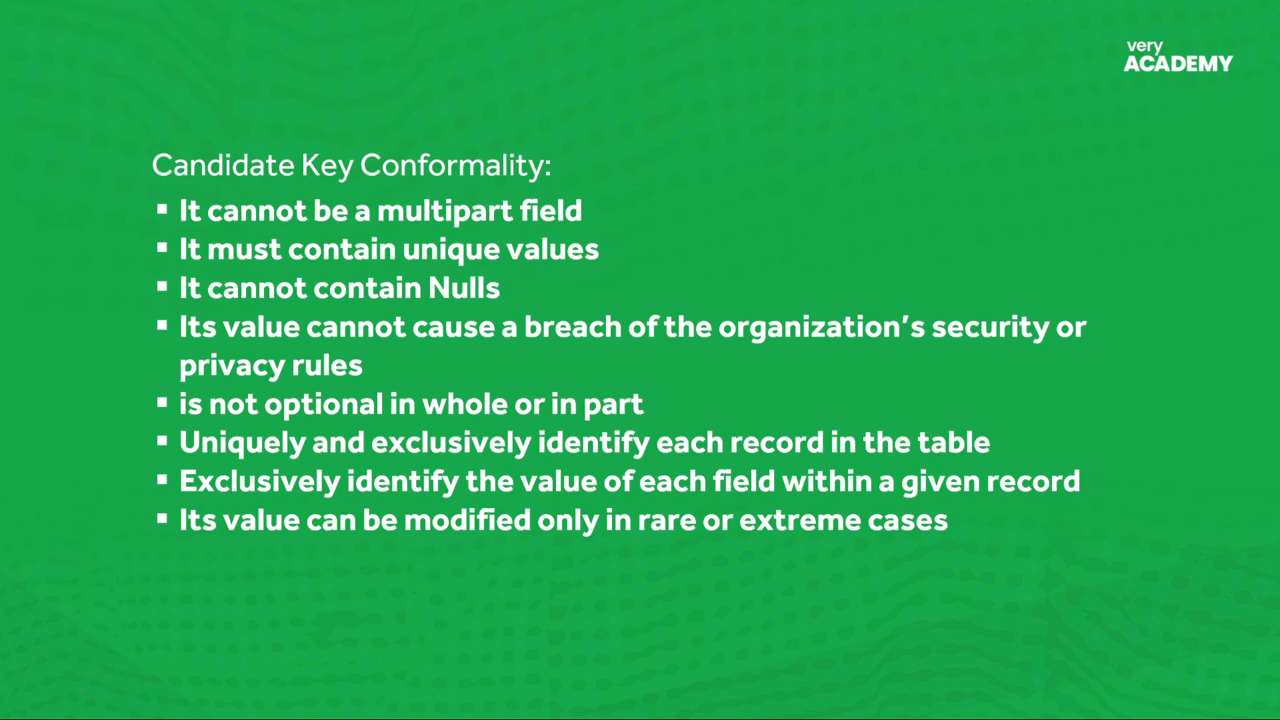 very
ACADEMY
Candidate Key Conformality:
▪ It cannot be a multipart field
▪ It must contain unique values
▪ It cannot contain Nulls
▪ Its value cannot cause a breach of the organization’s security or
privacy rules
▪ is not optional in whole or in part
▪ Uniquely and exclusively identify each record in the table
▪ Exclusively identify the value of each field within a given record
▪ Its value can be modified only in rare or extreme cases